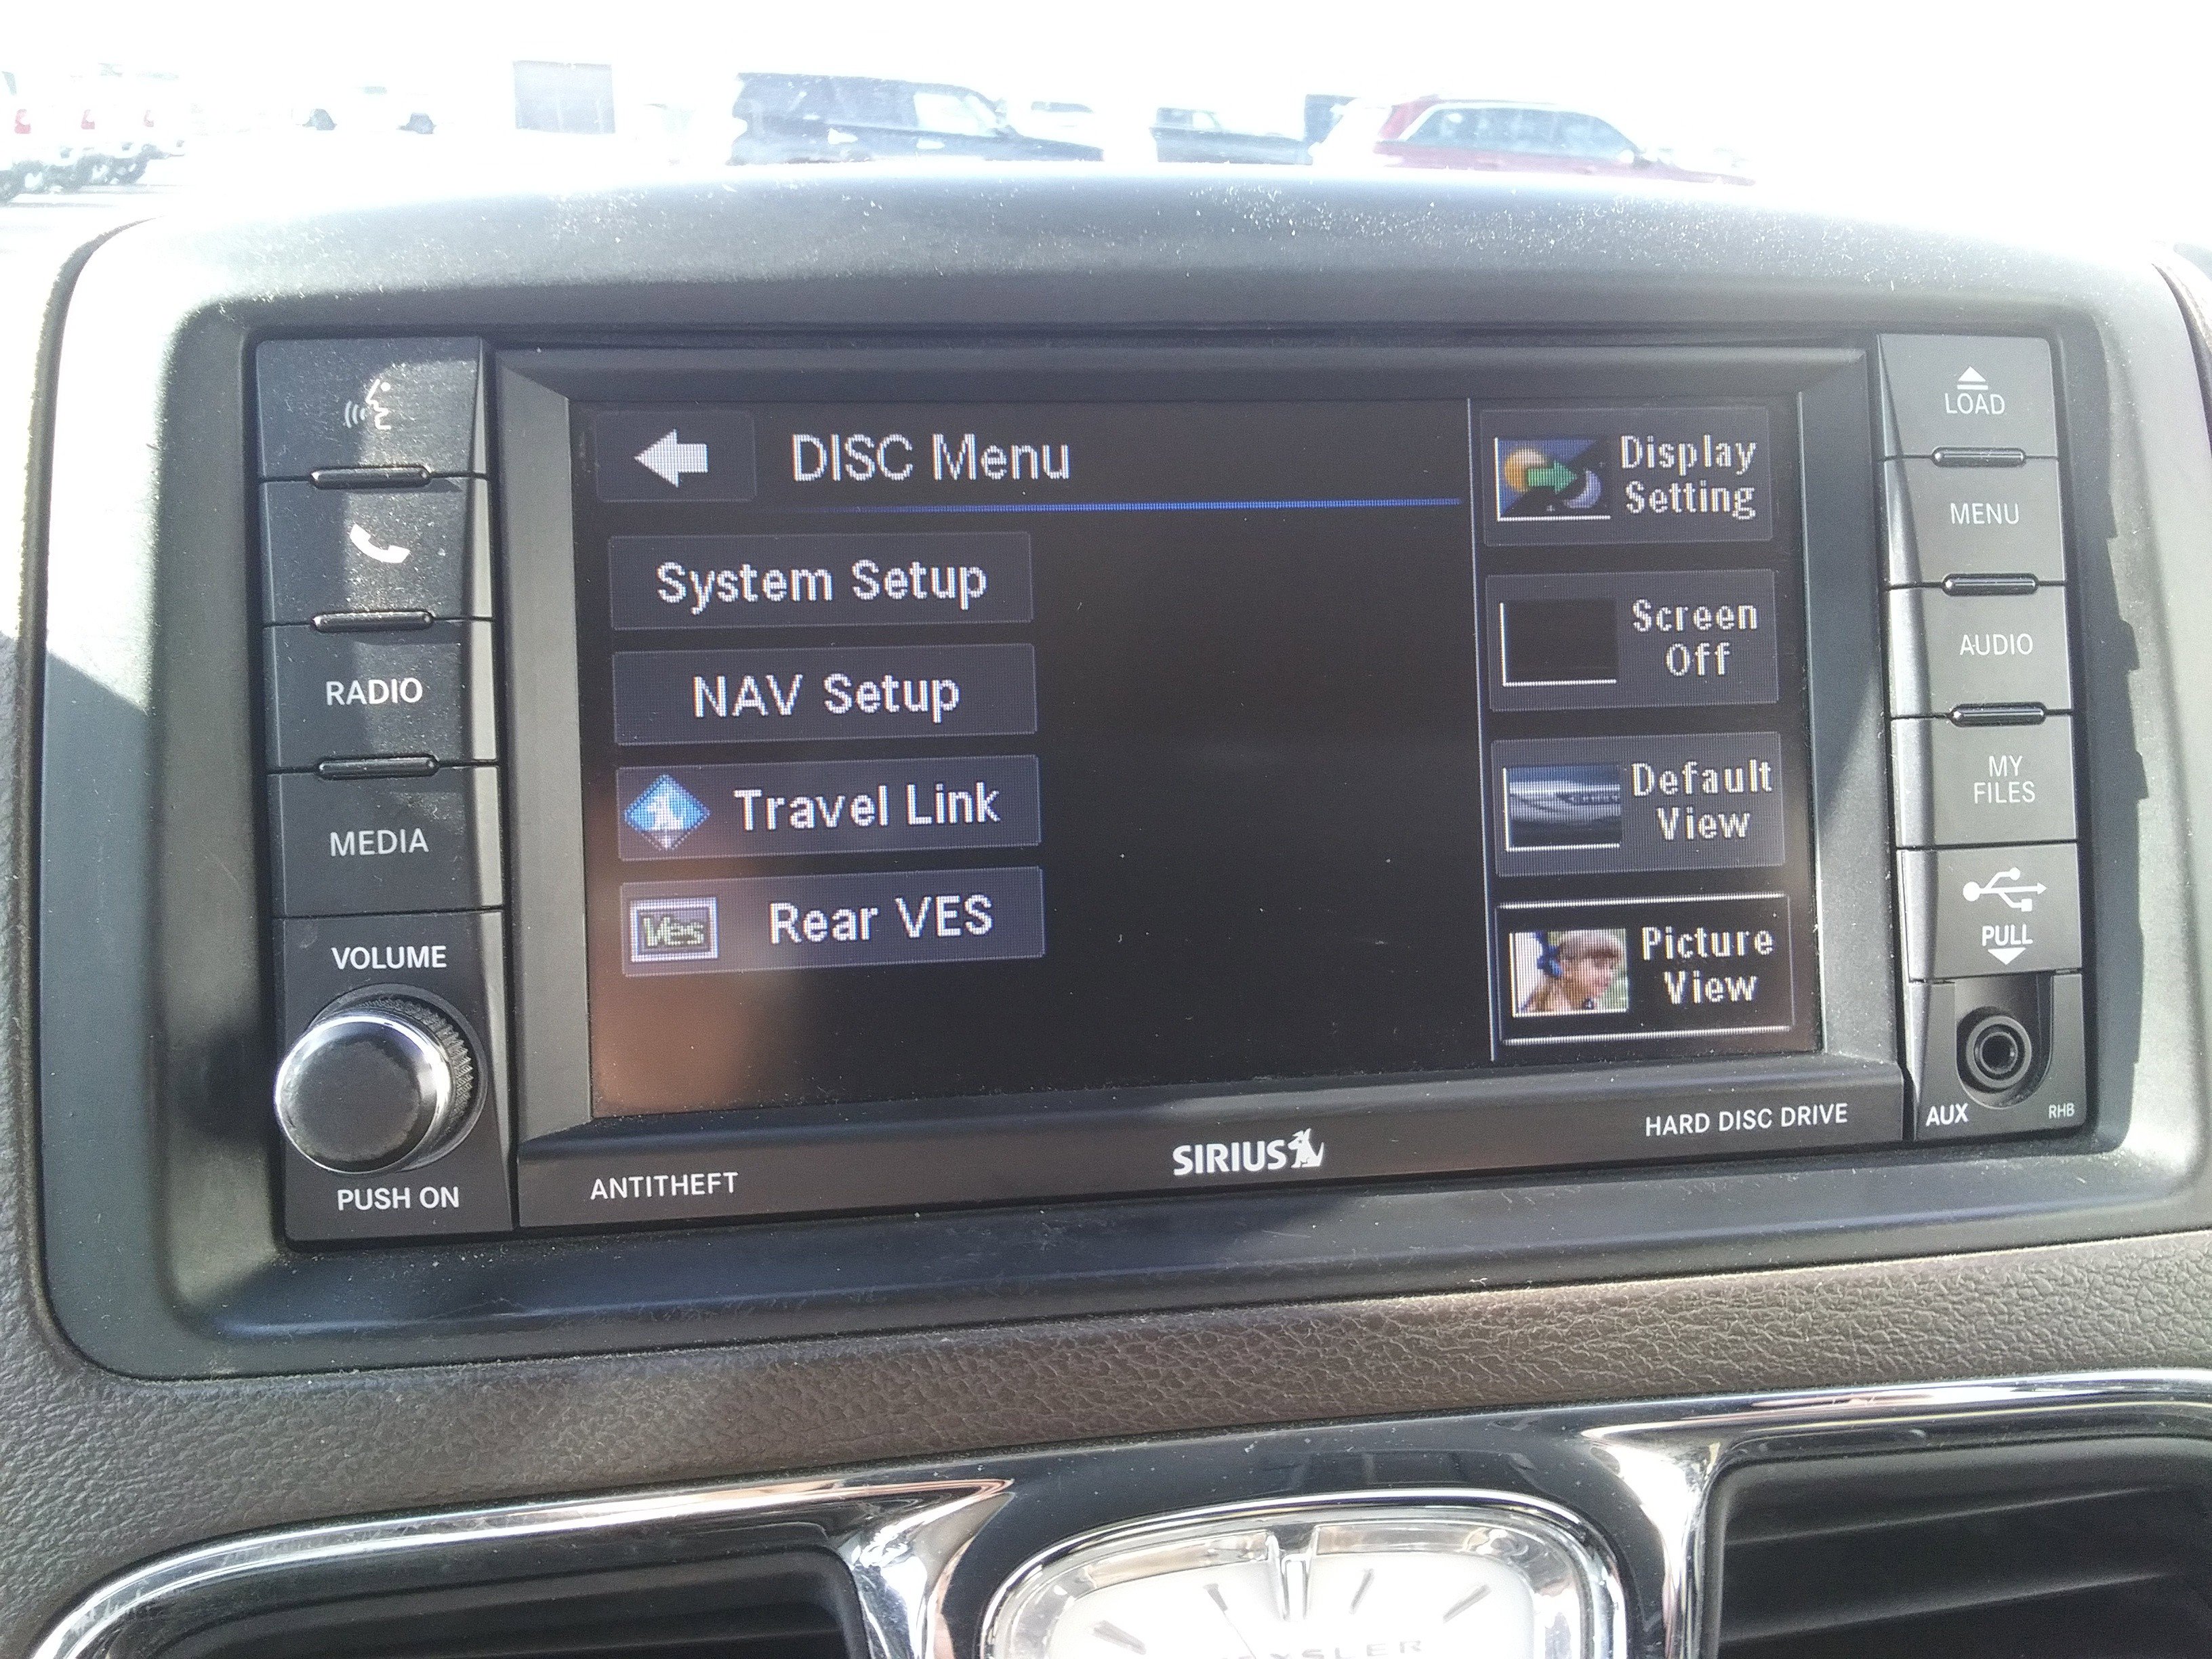 RADIO
MEDIA
VOLUME
PUSH ON
DISC Menu
System Setup
NAV Setup
Travel Link
Ves
Rear VES
Display
Setting
Screen
Off
Default
View
Picture
View
LOAD
MENU
AUDIO
MY
FILES
PULL
AUX
RHB
ANTITHEFT
SIRIUS
HARD DISC DRIVE